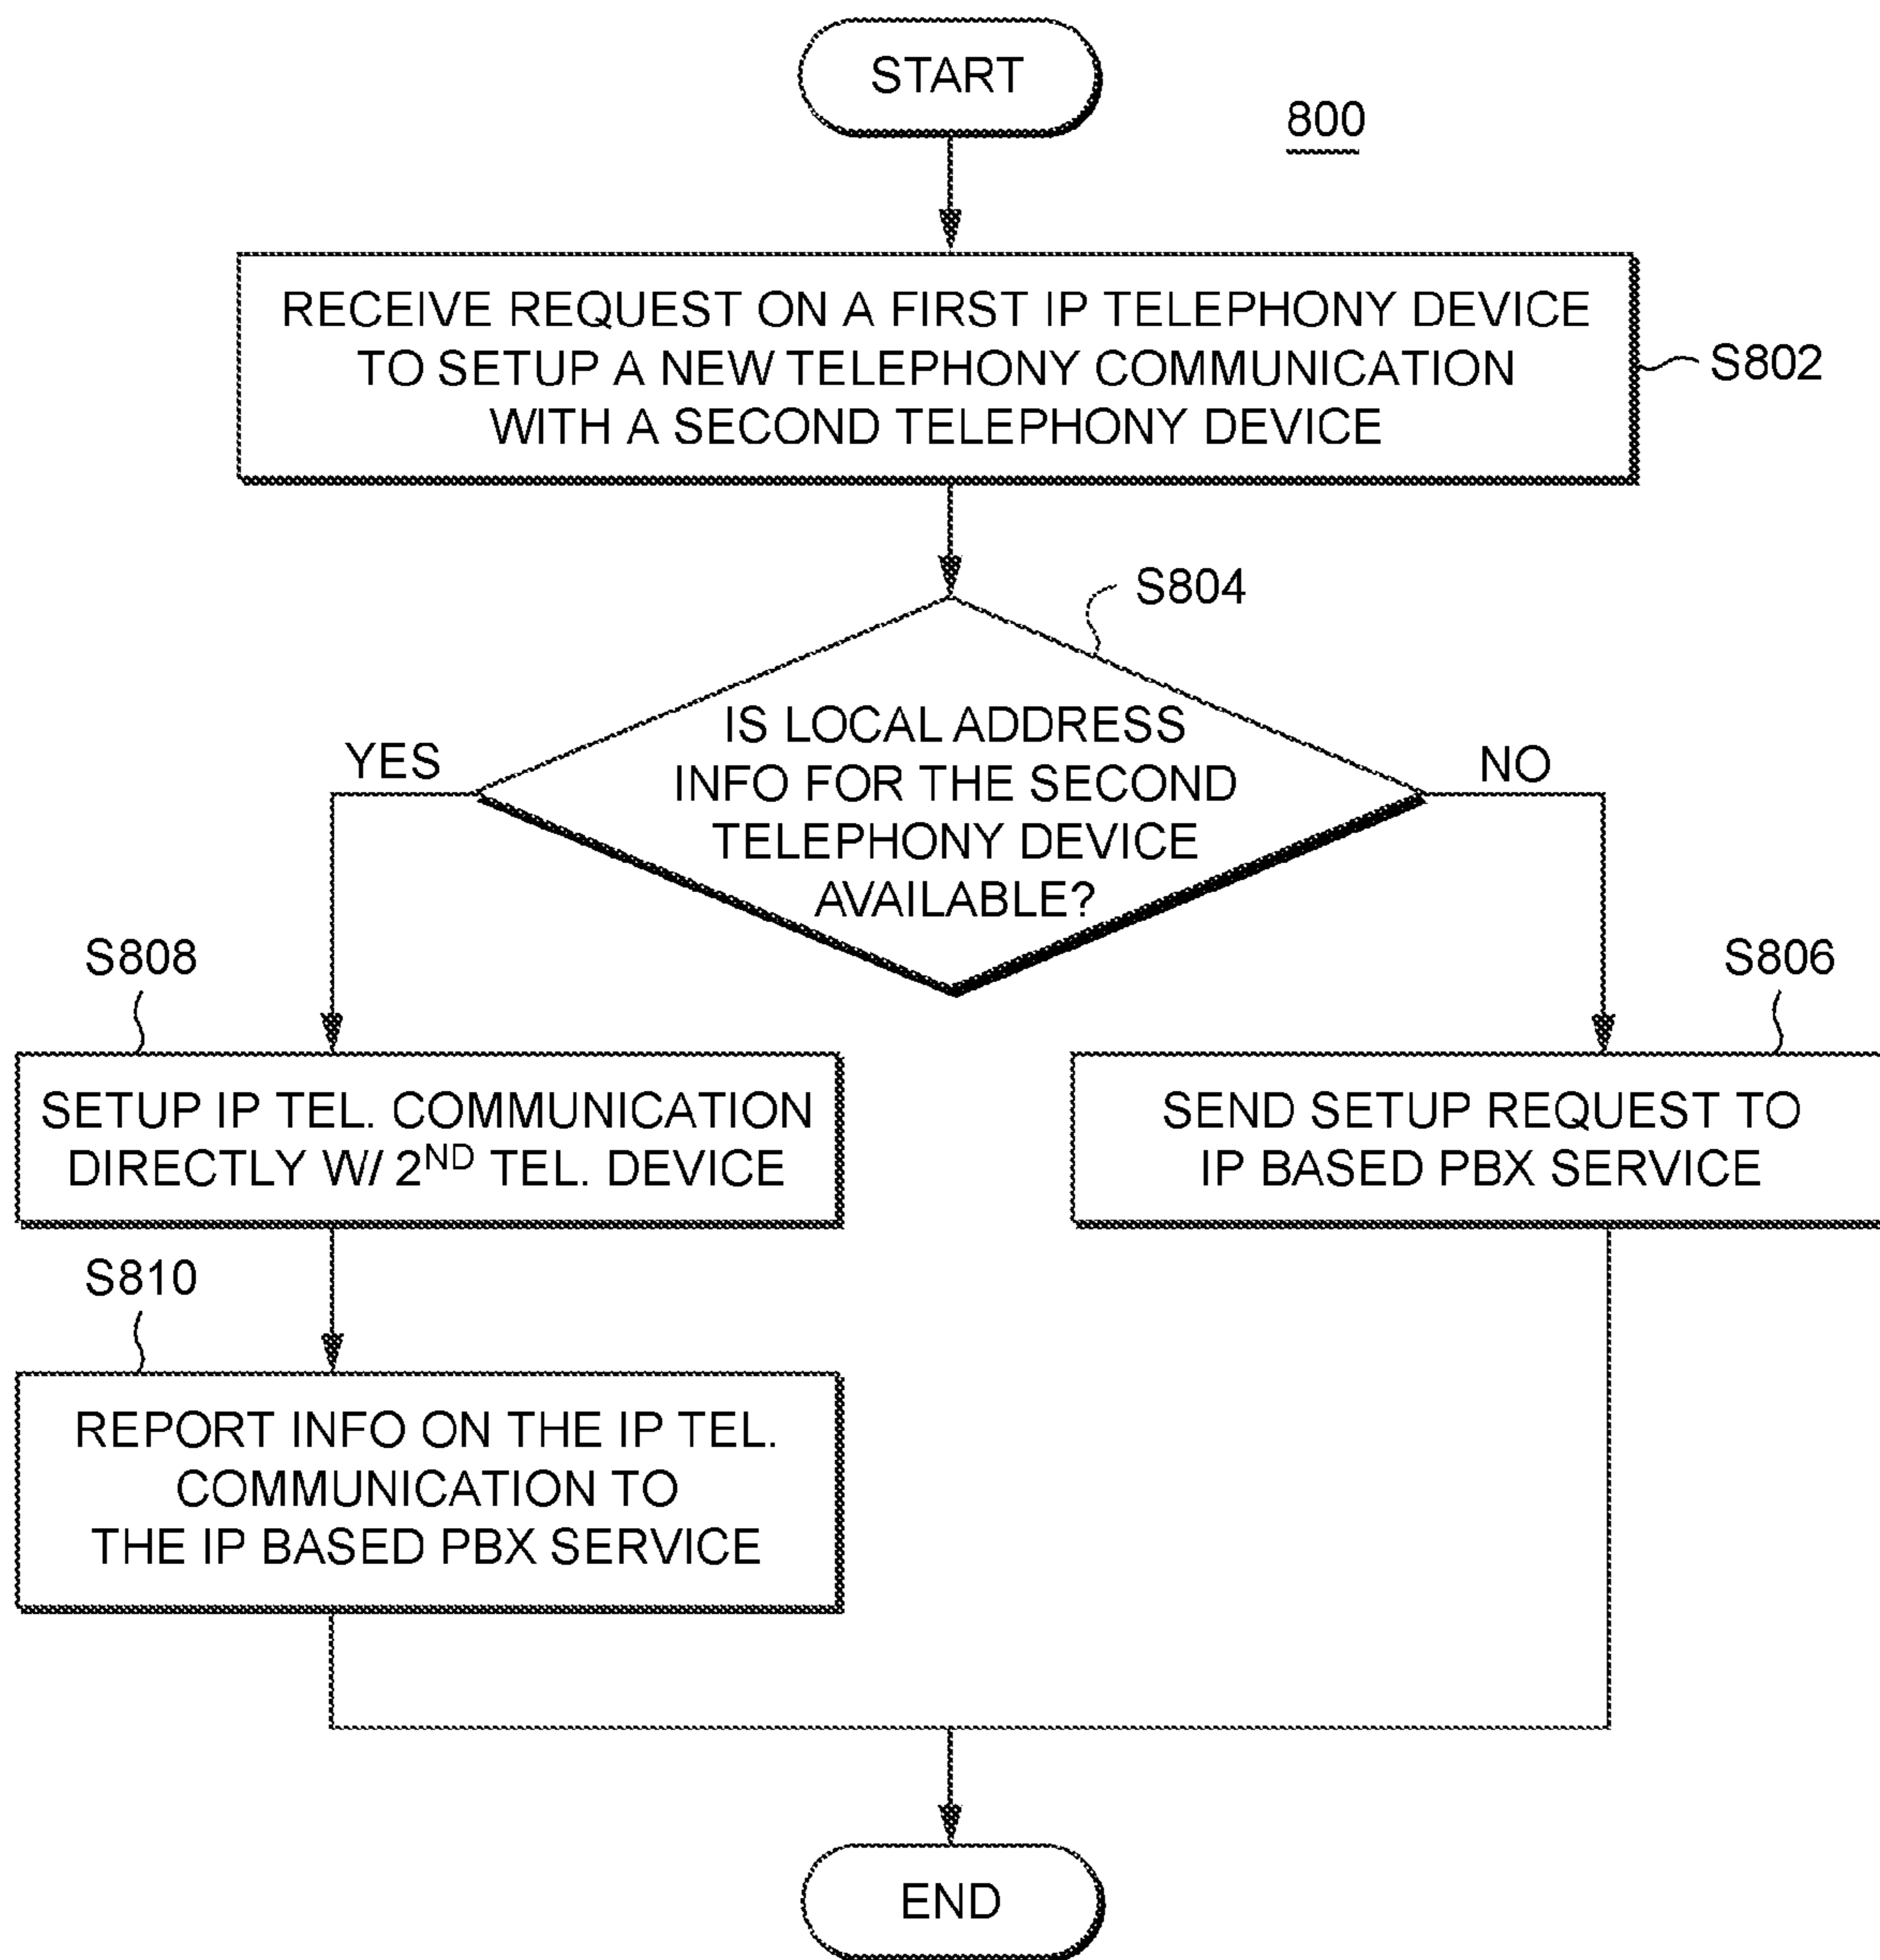 START
800
RECEIVE REQUEST ON A FIRST IP TELEPHONY DEVICE
TO SETUP A NEW TELEPHONY COMMUNICATION
WITH A SECOND TELEPHONY DEVICE
S802
S804
IS LOCAL ADDRESS
INFO FOR THE SECOND
TELEPHONY DEVICE
AVAILABLE?
YES
NO
S808
SETUP IP TEL. COMMUNICATION
DIRECTLY W/ 2ND TEL. DEVICE
S806
SEND SETUP REQUEST TO
IP BASED PBX SERVICE
S810
REPORT INFO ON THE IP TEL.
COMMUNICATION TO
THE IP BASED PBX SERVICE
END